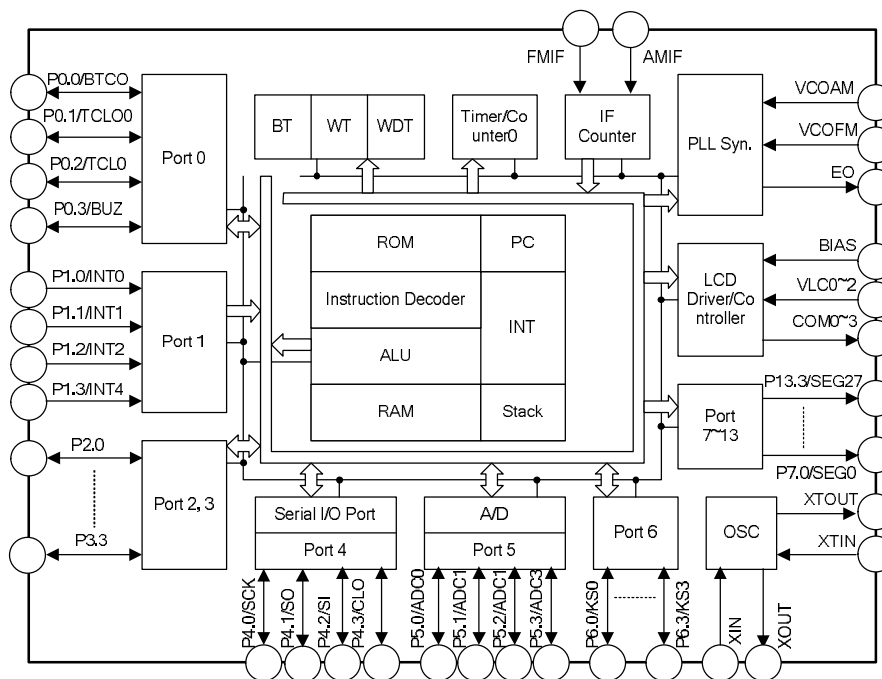 FMIF
AMIF
P0.0/BTCO
P0.1/TCLO0
P0.2/TCL0
P0.3/BUZ
Port 0
BT
WT
WDT
Timer/Co
unter0
IF
Counter
PLL Syn.
VCOAM
VCOFM
EO
P1.0/INT0
P1.1/INT1
P1.2/INT2
P1.3/INT4
Port 1
ROM
PC
Instruction Decoder
INT
ALU
RAM
Stack
LCD
Driver/Co
ntroller
BIAS
VLC0~2
COM0~3
P2.0
P3.3
Port 2, 3
Port
7~13
P13.3/SEG27
P7.0/SEG0
Serial I/O Port
Port 4
A/D
Port 5
Port 6
OSC
XTOUT
XTIN
P4.0/SCK
P4.1/SO
P4.2/SI
P4.3/CLO
P5.0/ADC0
P5.1/ADC1
P5.2/ADC1
P5.3/ADC3
P6.0/KS0
P6.3/KS3
XIN
XOUT